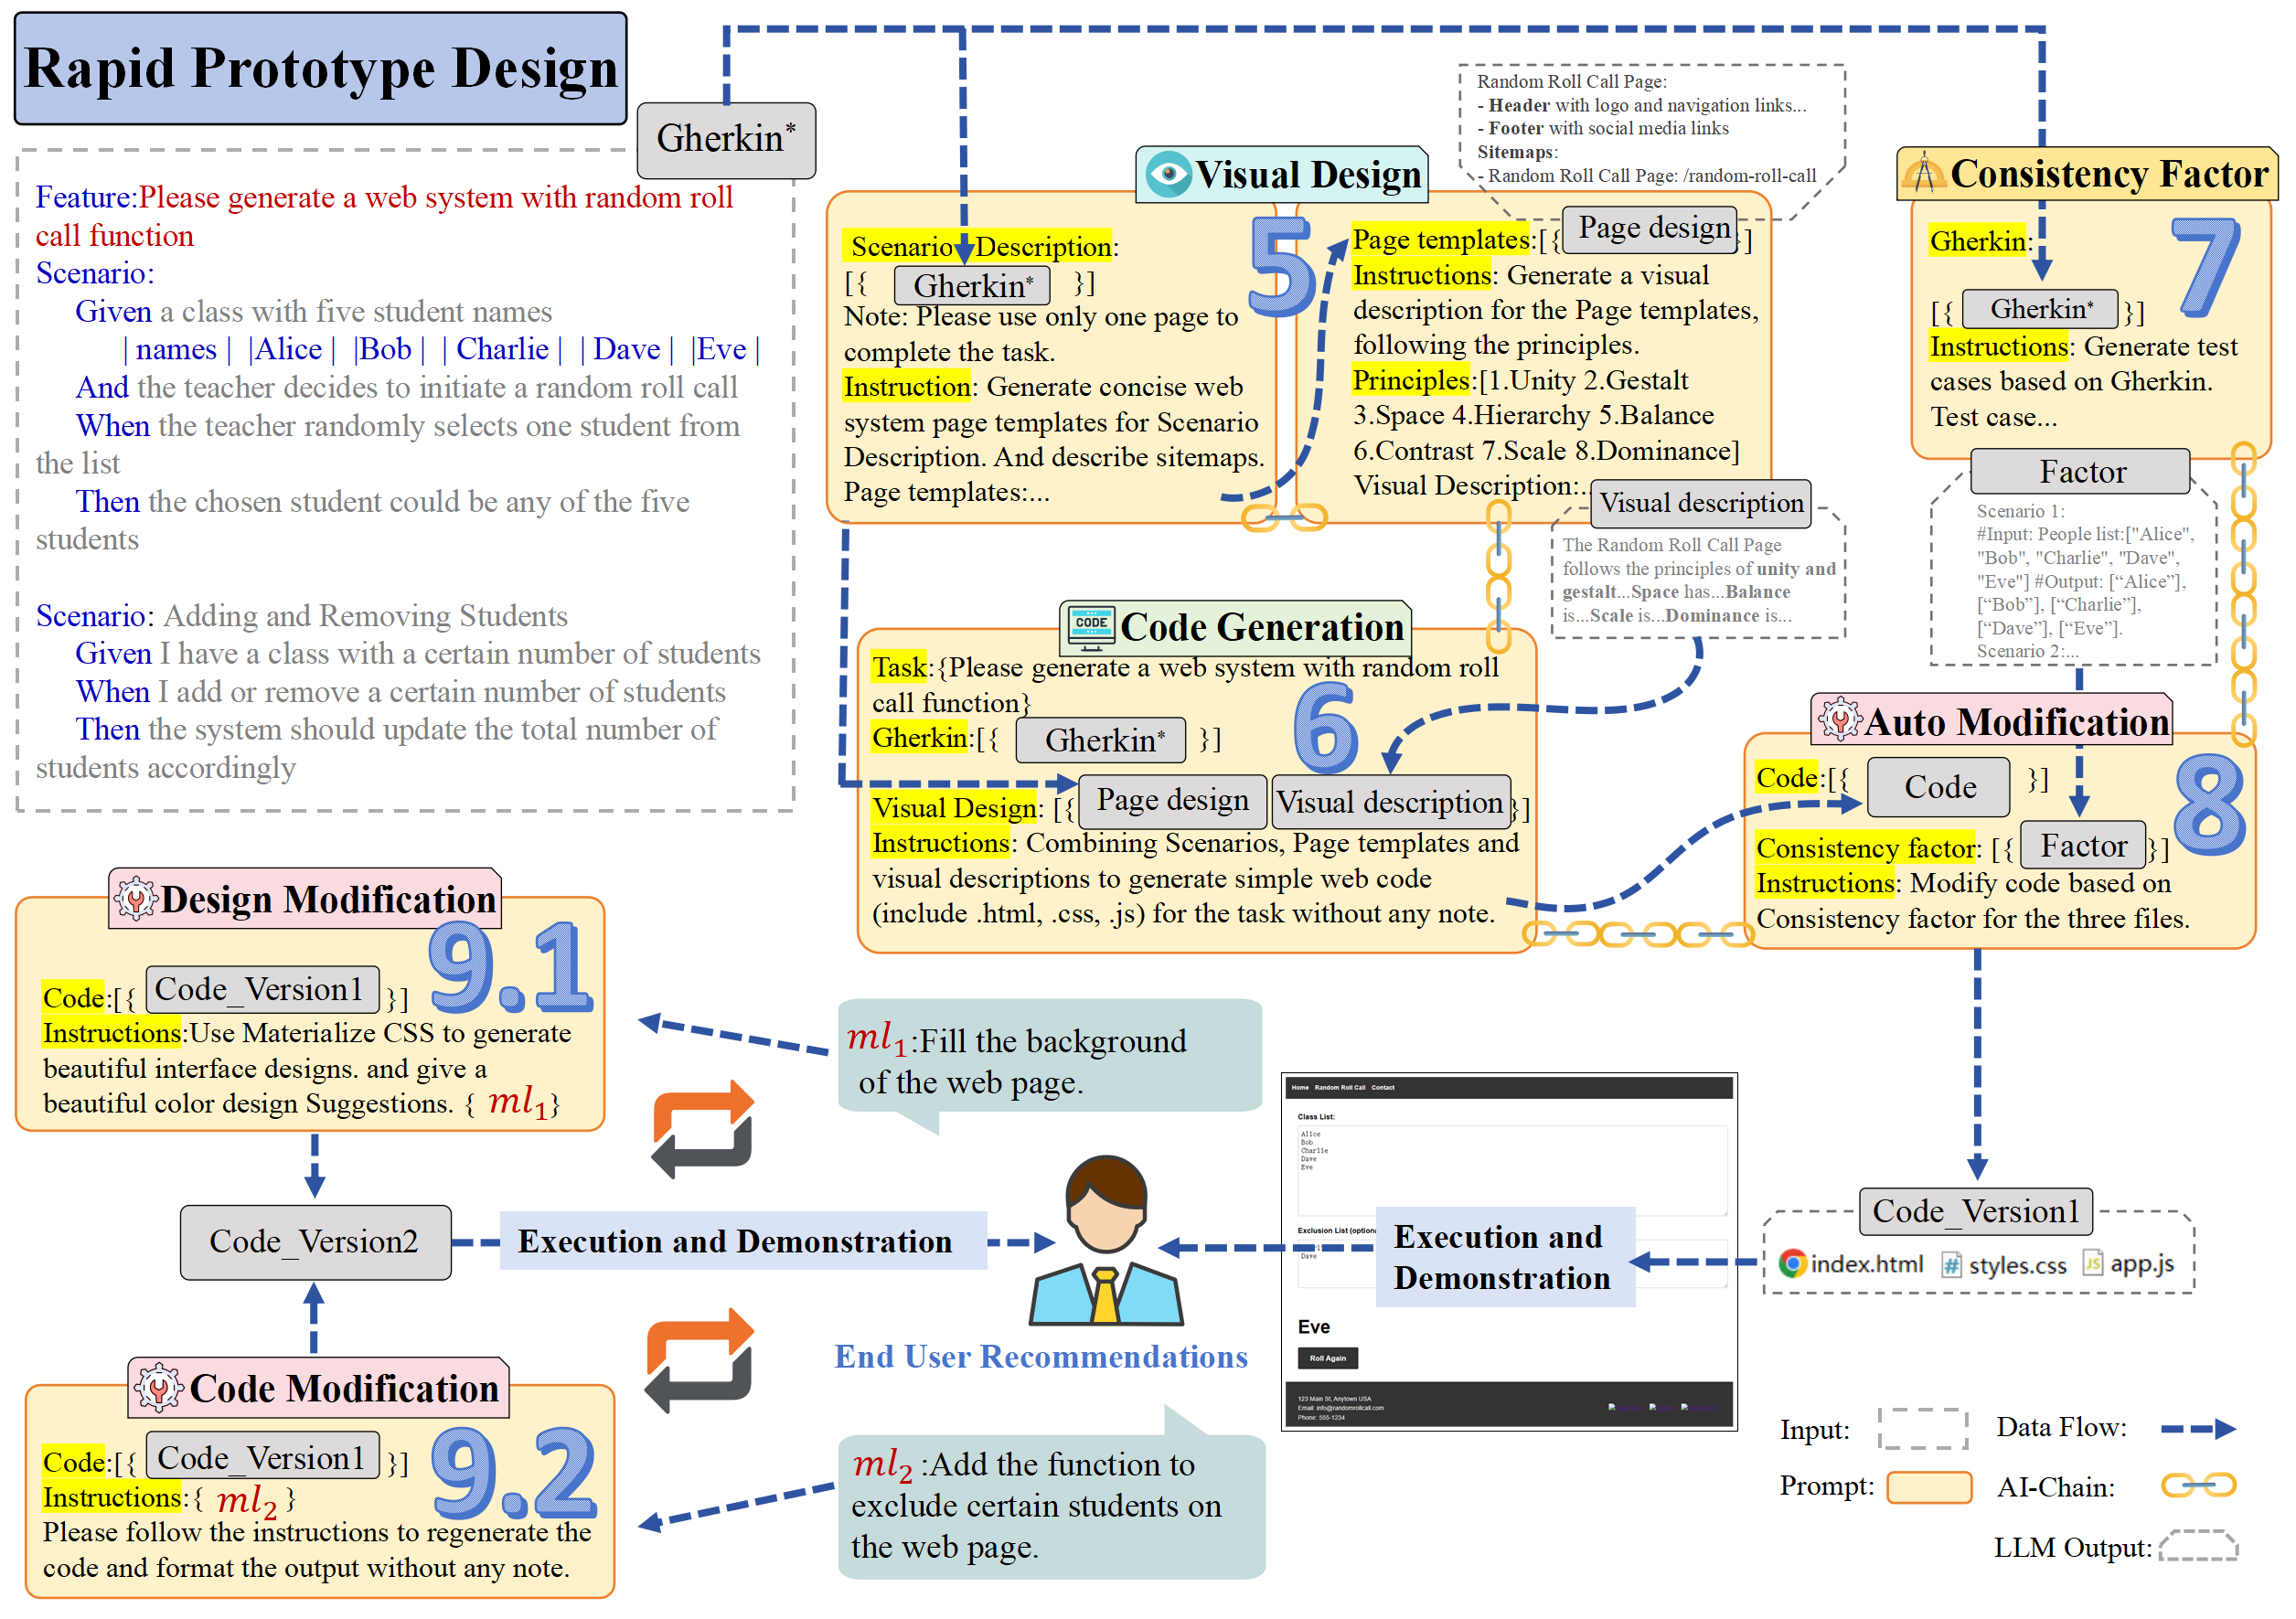 Rapid Prototype Design
Gherkin*
Feature:Please generate a web system with random roll
call function
Scenario:
Given a class with five student names
| names | |Alice | |Bob | | Charlie | | Dave | |Eve |
And the teacher decides to initiate a random roll call
When the teacher randomly selects one student from
the list
Then the chosen student could be any of the five
students
Scenario: Adding and Removing Students
Given I have a class with a certain number of students
When I add or remove a certain number of students
Then the system should update the total number of
students accordingly
Visual Design
5
Scenario Description:
[{ Gherkin* }]
Note: Please use only one page to
complete the task.
Instruction: Generate concise web
system page templates for Scenario
Description. And describe sitemaps.
Page templates:...
Random Roll Call Page:
- Header with logo and navigation links...
- Footer with social media links
Sitemaps:
- Random Roll Call Page: /random-roll-call
Page templates:[{ Page design }]
Instructions: Generate a visual
description for the Page templates,
following the principles.
Principles:[1.Unity 2.Gestalt
3.Space 4.Hierarchy 5.Balance
6.Contrast 7.Scale 8.Dominance]
Visual Description:..
Visual description
The Random Roll Call Page
follows the principles of unity and
gestalt...Space has...Balance
is...Scale is...Dominance is...
Consistency Factor
7
Gherkin:
[{ Gherkin* }]
Instructions: Generate test
cases based on Gherkin.
Test case...
Factor
Scenario 1:
#Input: People list:["Alice",
"Bob", "Charlie", "Dave",
"Eve"] #Output: [“Alice”],
[“Bob”], [“Charlie”],
[“Dave”], [“Eve”].
Scenario 2:...
Code Generation
CODE
6
Task:{Please generate a web system with random roll
call function}
Gherkin:[{ Gherkin* }]
Visual Design: [{ Page design Visual description }]
Instructions: Combining Scenarios, Page templates and
visual descriptions to generate simple web code
(include .html, .css, .js) for the task without any note.
Auto Modification
8
Code:[{ Code }]
Consistency factor: [{ Factor }]
Instructions: Modify code based on
Consistency factor for the three files.
Design Modification
9.1
Code:[{ Code_Version1 }]
Instructions:Use Materialize CSS to generate
beautiful interface designs. and give a
beautiful color design Suggestions. { ml1}
ml1:Fill the background
of the web page.
Code_Version2
Execution and Demonstration
End User Recommendations
Home Random Roll Call Contact
Class List:
Alice
Bob
Charlie
Dave
Eve
Exclusion List (option
Dave
Eve
Roll Again
123 Main St, Anytown USA
Email: info@randomrollcall.com
Phone: 555-1234
Execution and
Demonstration
Code_Version1
index.html # styles.css JS app.js
Code Modification
9.2
Code:[{ Code_Version1 }]
Instructions:{ ml2 }
Please follow the instructions to regenerate the
code and format the output without any note.
ml2 :Add the function to
exclude certain students on
the web page.
Input:
Data Flow:
Prompt:
AI-Chain:
LLM Output: